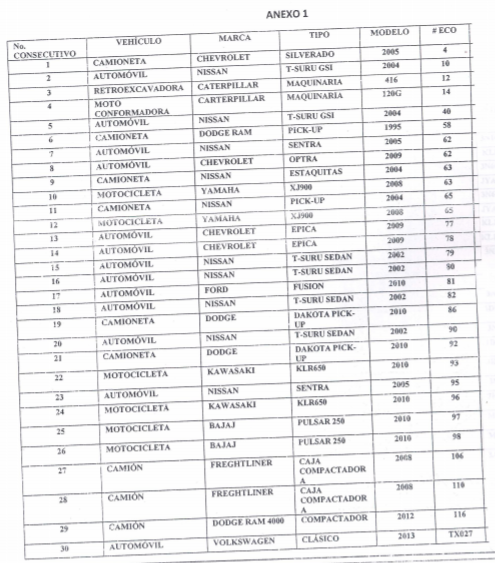 ANEXO 1
No. CONSECUTIVO VEHÍCULO MARCA TIPO MODELO # ECO
1 CAMIONETA CHEVROLET SILVERADO 2005 4
2 AUTOMÓVIL NISSAN T-SURU GSI 2004 10
3 RETROEXCAVADORA CATERPILLAR MAQUINARIA 416 12
4 MOTO CONFORMADORA CARTERPILLAR MAQUINARIA 120G 14
5 AUTOMÓVIL NISSAN T-SURU GSI 2004 40
6 CAMIONETA DODGE RAM PICK-UP 1995 58
7 AUTOMÓVIL NISSAN SENTRA 2005 62
8 AUTOMÓVIL CHEVROLET OPTRA 2009 62
9 CAMIONETA NISSAN ESTAQUITAS 2004 63
10 MOTOCICLETA YAMAHA XJ900 2008 63
11 CAMIONETA NISSAN PICK-UP 2004 65
12 MOTOCICLETA YAMAHA XJ900 2008 65
13 AUTOMÓVIL CHEVROLET EPICA 2009 77
14 AUTOMÓVIL CHEVROLET EPICA 2009 78
15 AUTOMÓVIL NISSAN T-SURU SEDAN 2002 79
16 AUTOMÓVIL NISSAN T-SURU SEDAN 2002 80
17 AUTOMÓVIL FORD FUSION 2010 81
18 AUTOMÓVIL NISSAN T-SURU SEDAN 2002 82
19 CAMIONETA DODGE DAKOTA PICK-UP 2010 86
20 AUTOMÓVIL NISSAN T-SURU SEDAN 2002 90
21 CAMIONETA DODGE DAKOTA PICK-UP 2010 92
22 MOTOCICLETA KAWASAKI KLR650 2010 93
23 AUTOMÓVIL NISSAN SENTRA 2005 95
24 MOTOCICLETA KAWASAKI KLR650 2010 96
25 MOTOCICLETA BAJAJ PULSAR 250 2010 97
26 MOTOCICLETA BAJAJ PULSAR 250 2010 98
27 CAMIÓN FREGHTLINER CAJA COMPACTADORA 2008 106
28 CAMIÓN FREGHTLINER CAJA COMPACTADORA 2008 110
29 CAMIÓN DODGE RAM 4000 COMPACTADOR 2012 116
30 AUTOMÓVIL VOLKSWAGEN CLÁSICO 2013 TX027